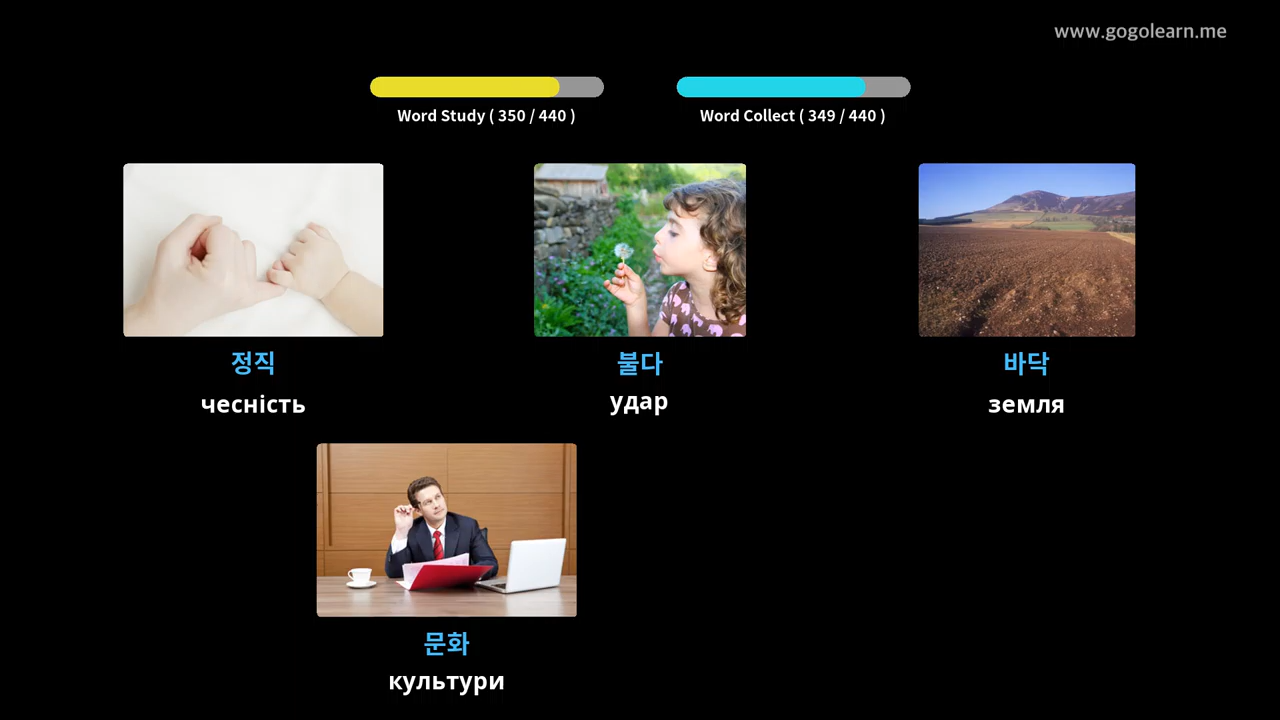 www.gogolearn.me
Word Study ( 350 / 440 )
Word Collect ( 349 / 440 )
정직
чесність
불다
удар
바닥
земля
문화
культури